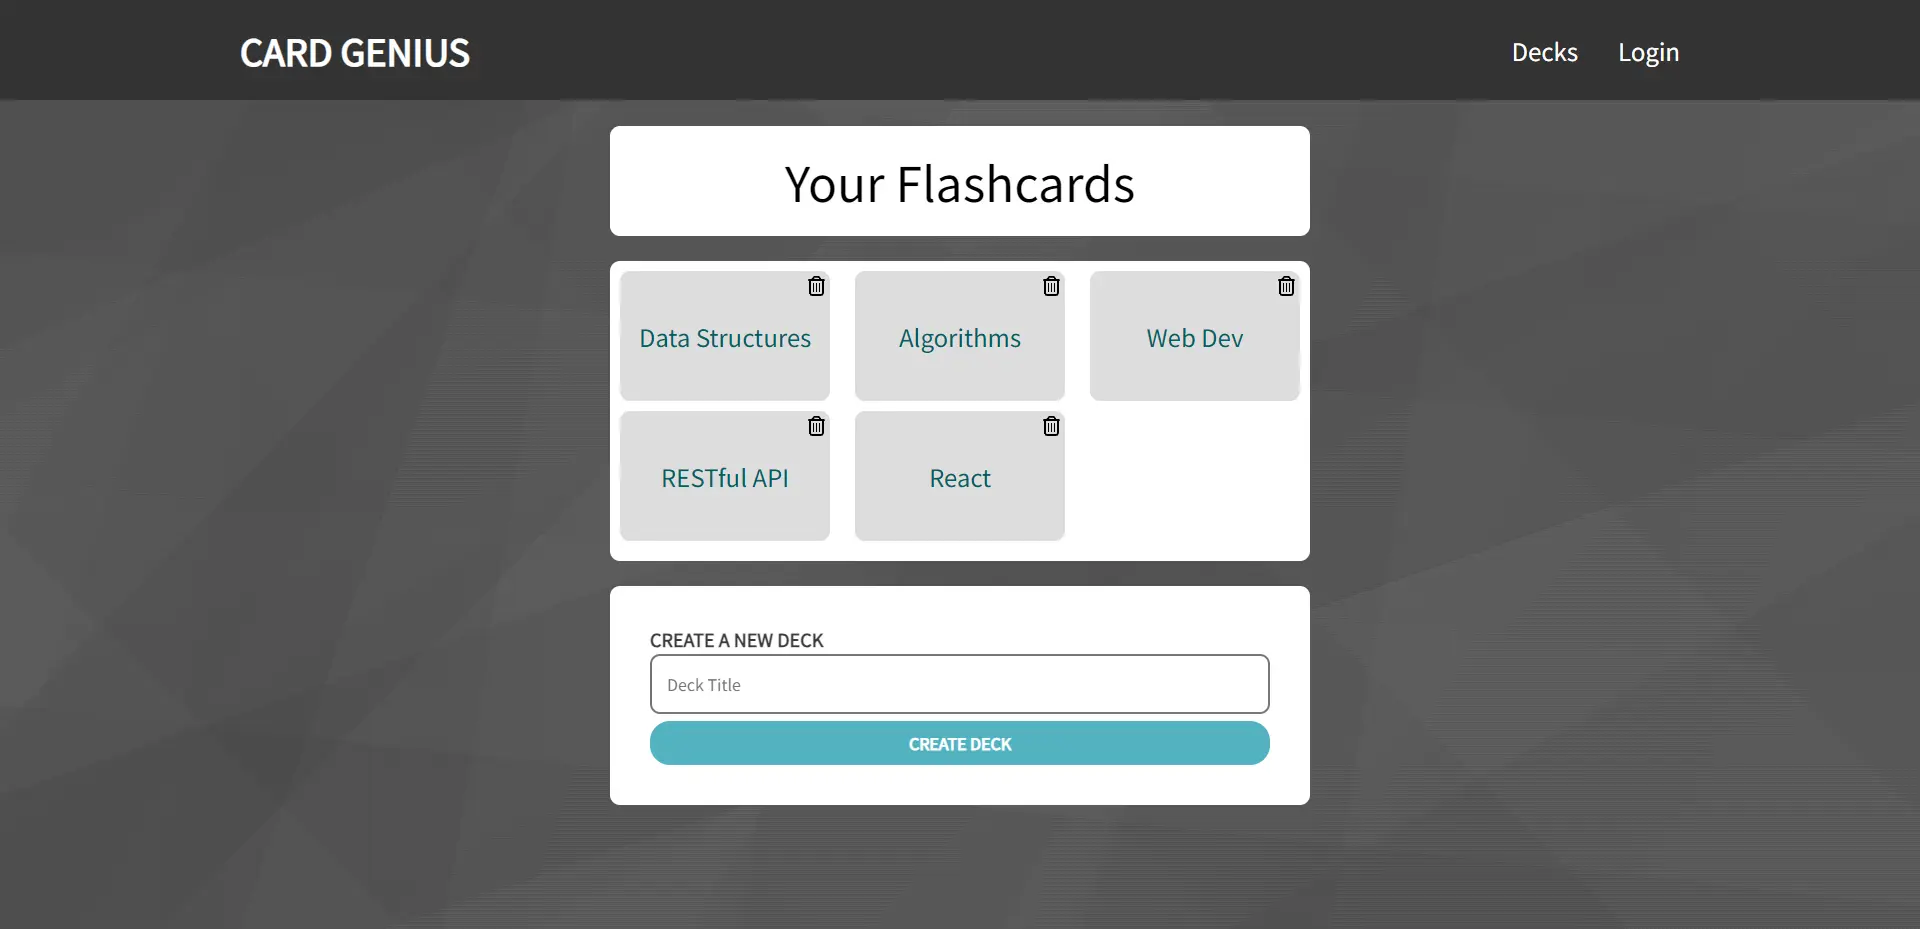 CARD GENIUS
Decks
Login
Your Flashcards
Data Structures
Algorithms
Web Dev
RESTful API
React
CREATE A NEW DECK
Deck Title
CREATE DECK